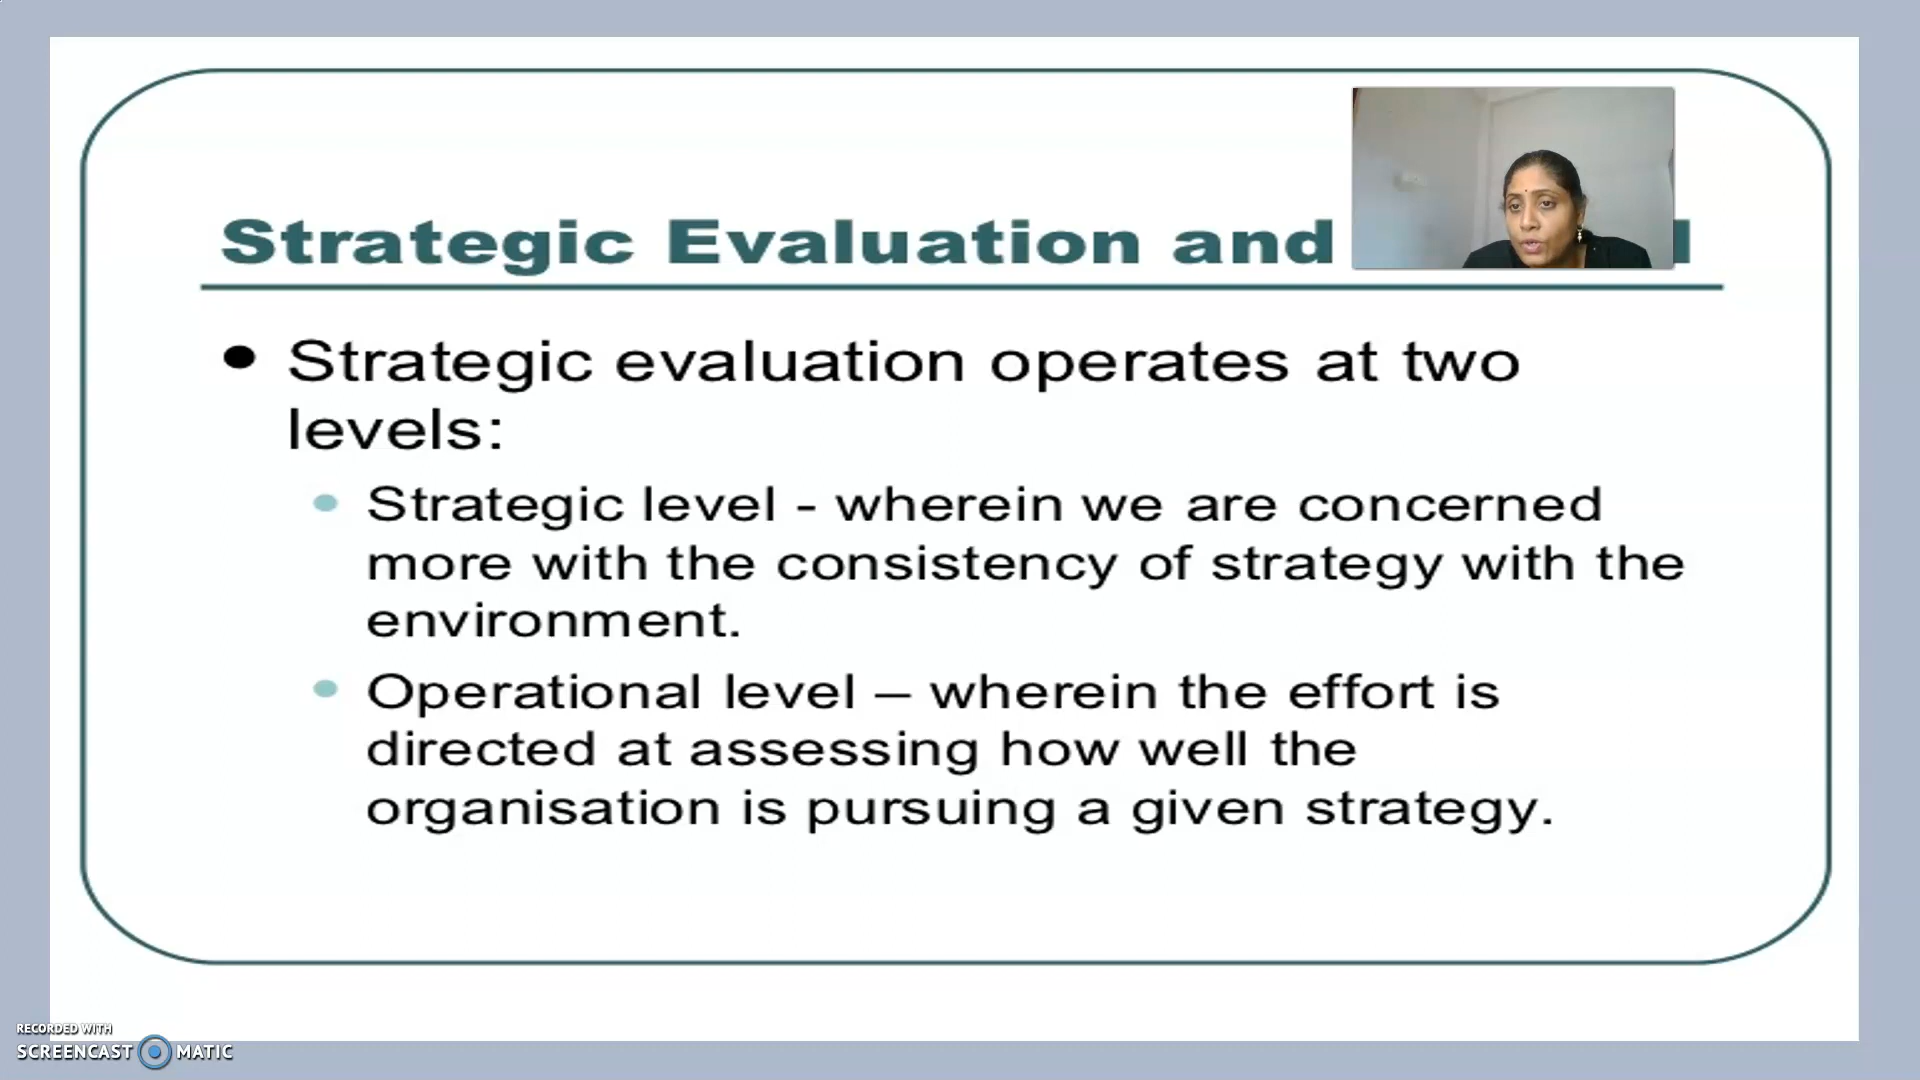 Strategic Evaluation and
Strategic evaluation operates at two
levels:
Strategic level - wherein we are concerned
more with the consistency of strategy with the
environment.
Operational level – wherein the effort is
directed at assessing how well the
organisation is pursuing a given strategy.
RECORDED WITH
SCREENCAST MATIC